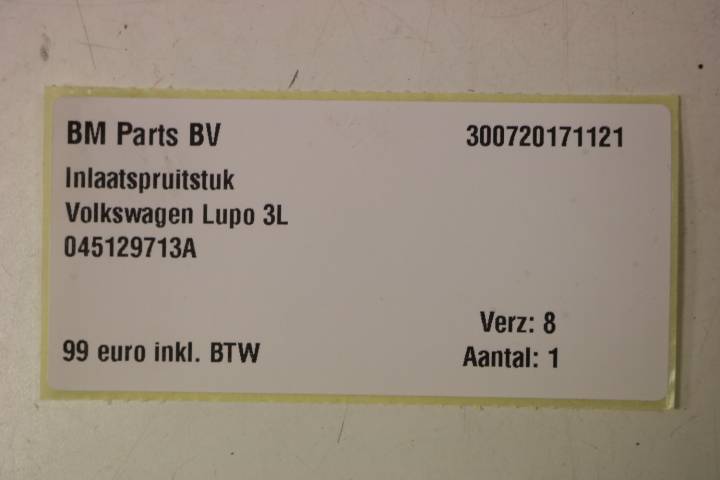 BM Parts BV 300720171121
Inlaatspruitstuk
Volkswagen Lupo 3L
045129713A
Verz: 8
99 euro inkl. BTW Aantal: 1